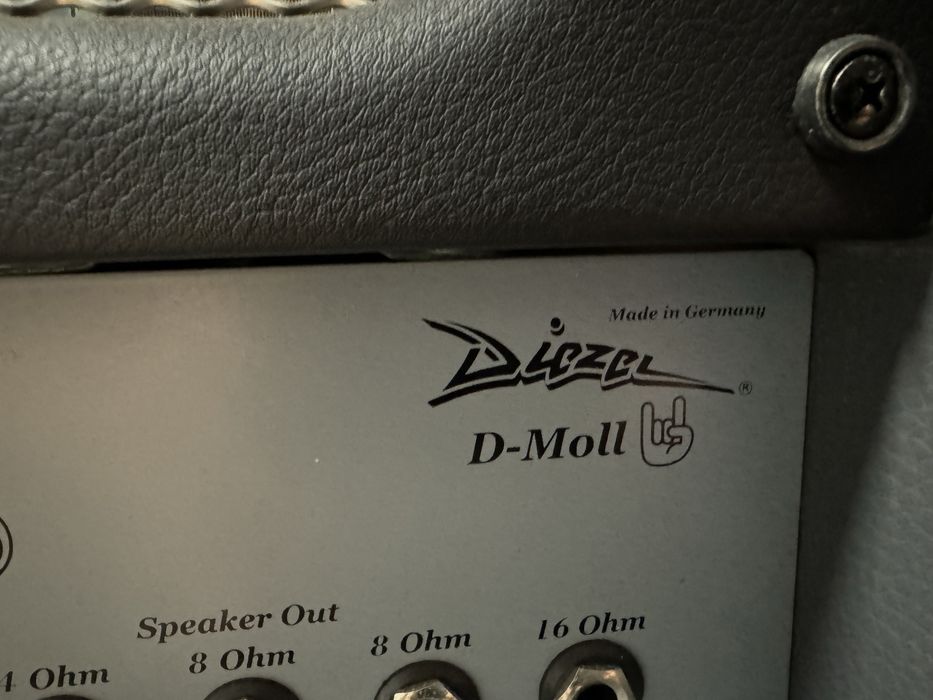 Made in Germany
Diezel ®
D-Moll
Speaker Out
4 Ohm 8 Ohm 8 Ohm 16 Ohm